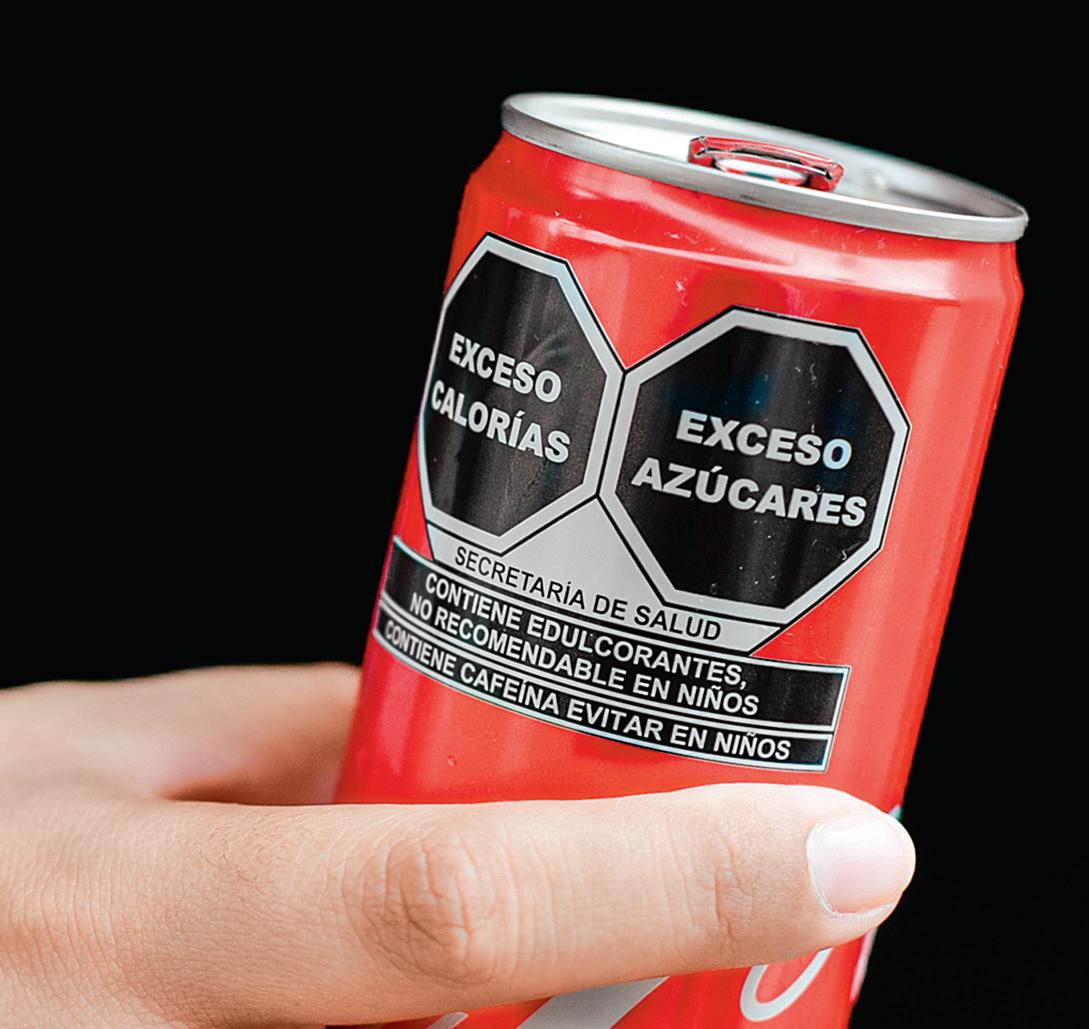 EXCESO
CALORÍAS
EXCESO
AZÚCARES
SECRETARÍA DE SALUD
CONTIENE EDULCORANTES,
NO RECOMENDABLE EN NIÑOS
CONTIENE CAFEÍNA EVITAR EN NIÑOS